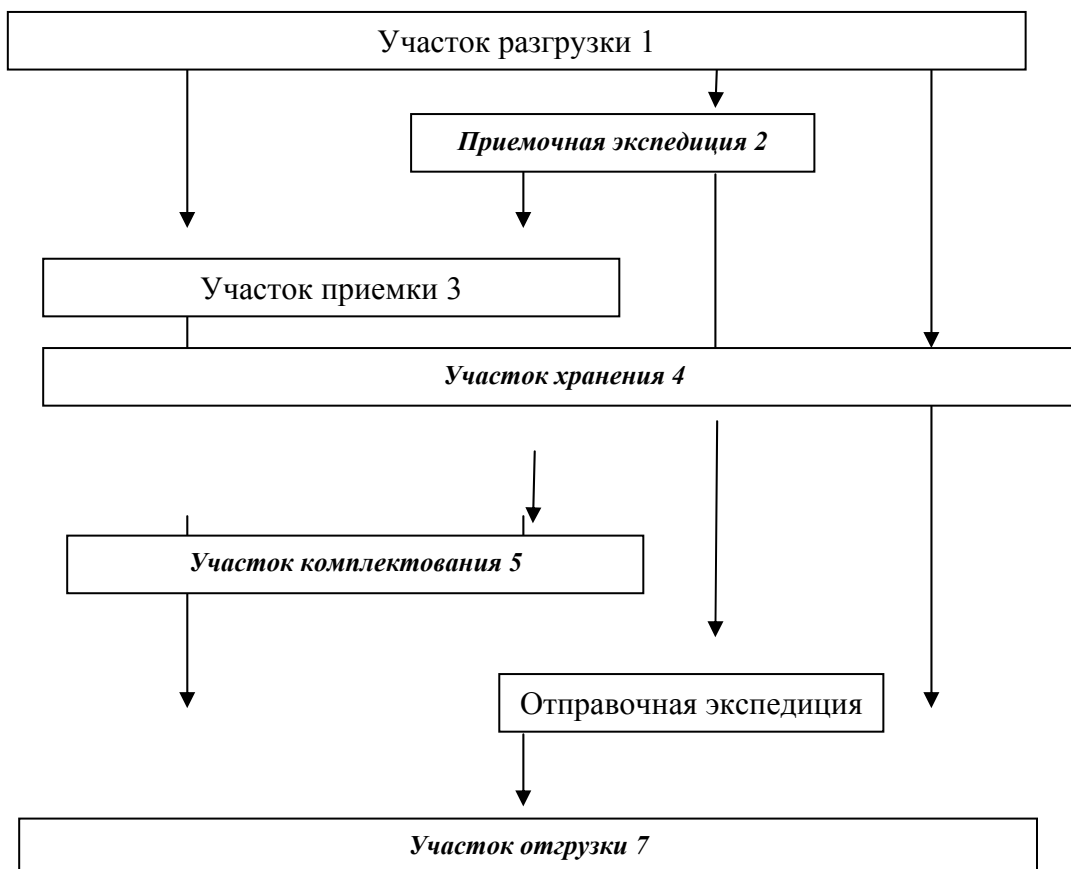 Участок разгрузки 1
Приемочная экспедиция 2
Участок приемки 3
Участок хранения 4
Участок комплектования 5
Отправочная экспедиция
Участок отгрузки 7